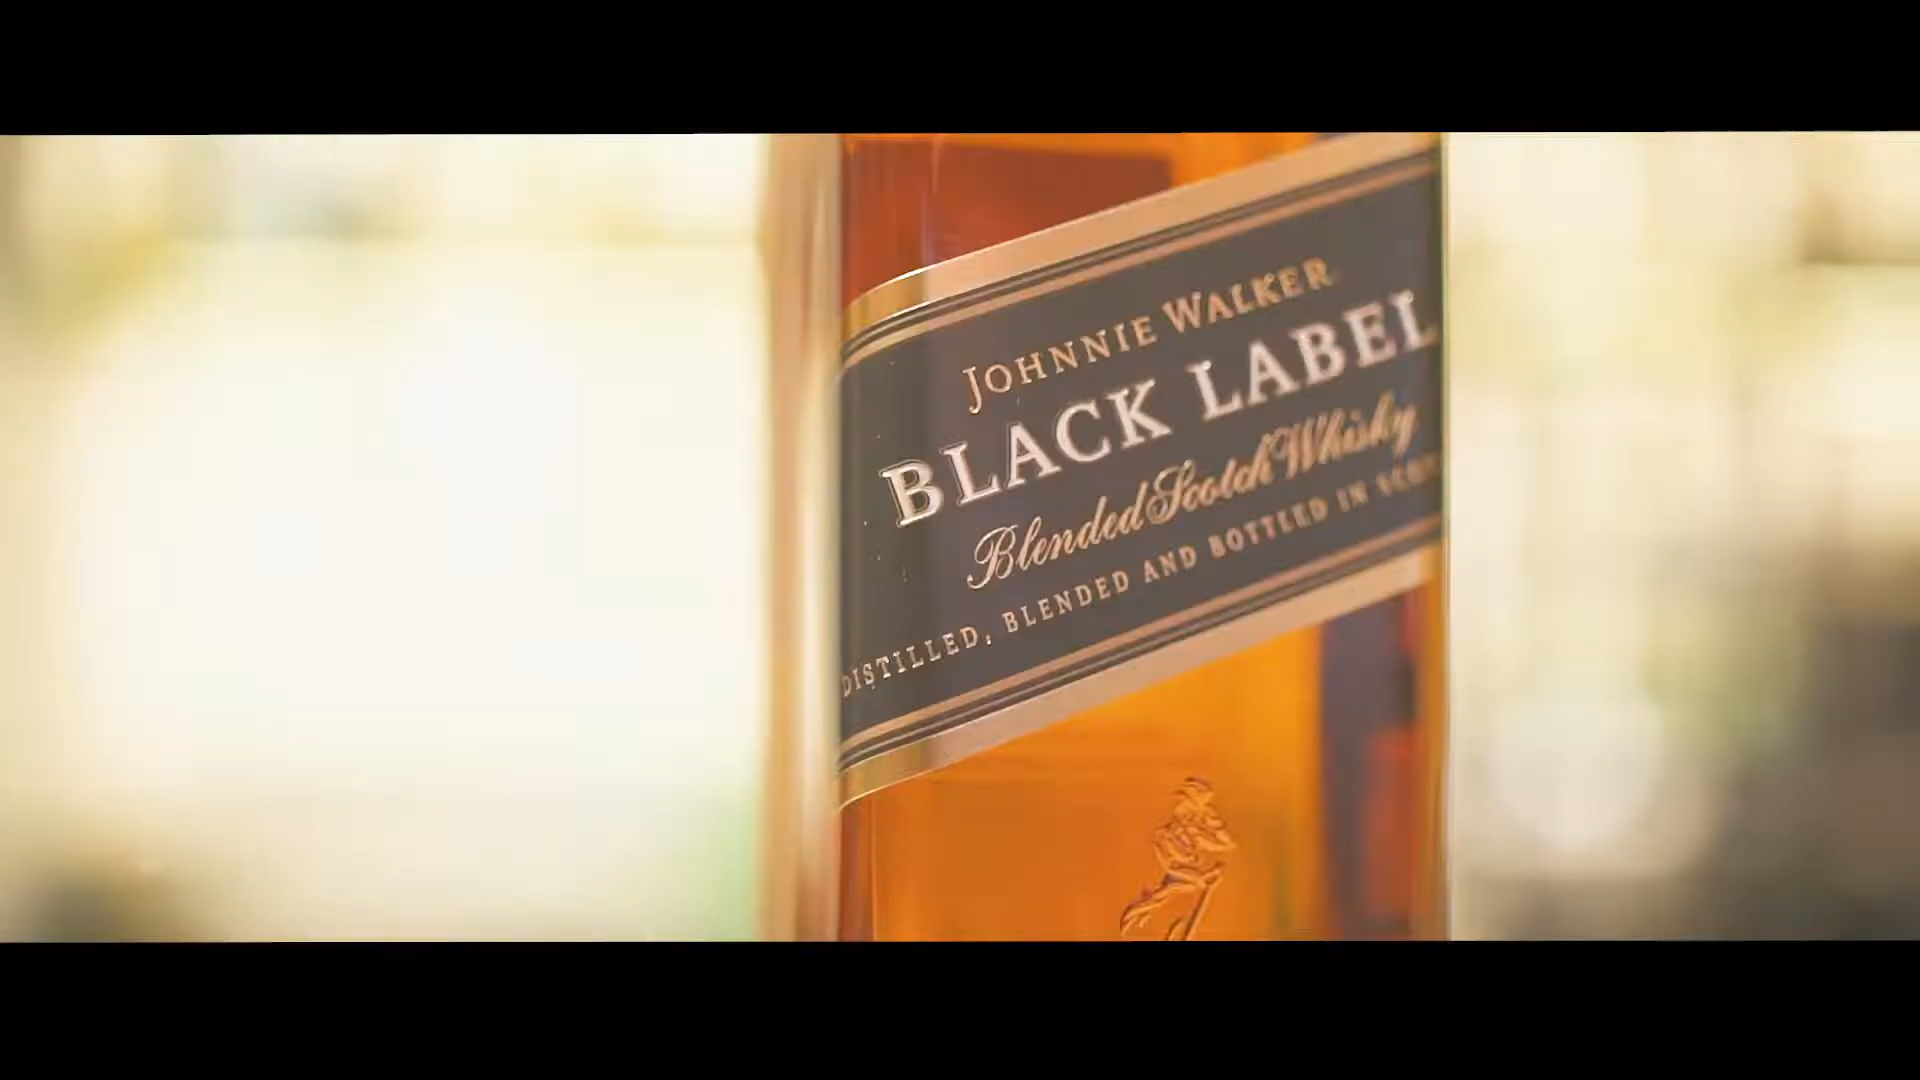 JOHNNIE WALKER
BLACK LABEL
Blended Scotch Whisky
DISTILLED, BLENDED AND BOTTLED IN